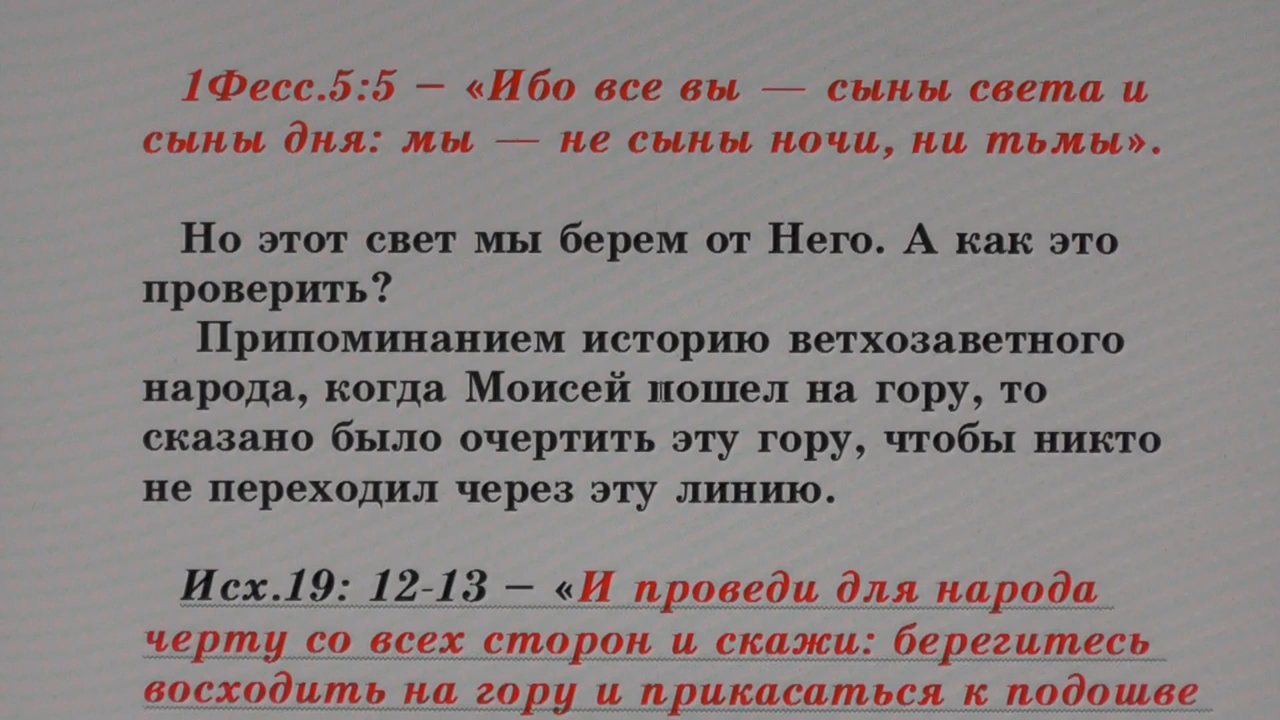 1Фесс.5:5 – «Ибо все вы — сыны света и
сыны дня: мы — не сыны ночи, ни тьмы».
Но этот свет мы берем от Него. А как это
проверить?
Припоминанием историю ветхозаветного
народа, когда Моисей пошел на гору, то
сказано было очертить эту гору, чтобы никто
не переходил через эту линию.
Исх.19: 12-13 – «И проведи для народа
черту со всех сторон и скажи: берегитесь
восходить на гору и прикасаться к подошве